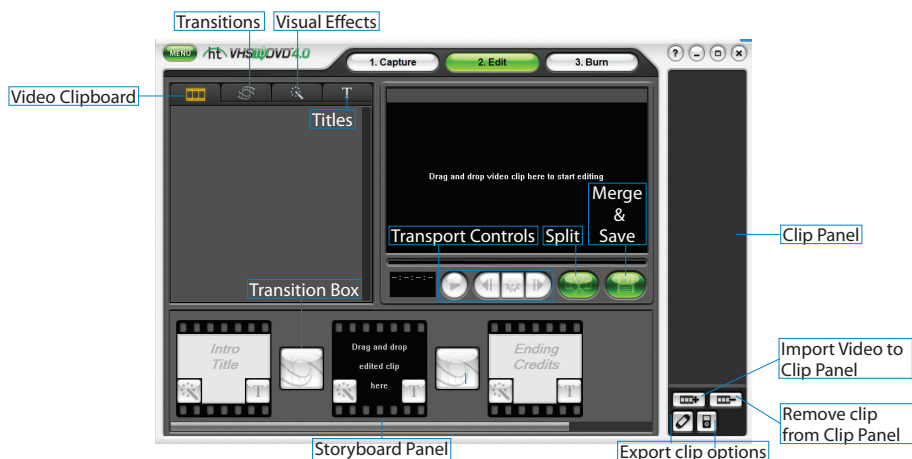 Transitions
Visual Effects
MENU
ht VHStoDVD 4.0
1. Capture
2. Edit
3. Burn
?
Video Clipboard
T
Titles
Drag and drop video clip here to start editing
Merge
&
Save
Transport Controls
Split
Clip Panel
--:--:--:--
Transition Box
Intro
Title
T
Drag and drop
edited clip
here
T
Ending
Credits
T
Import Video to
Clip Panel
Remove clip
from Clip Panel
Storyboard Panel
Export clip options